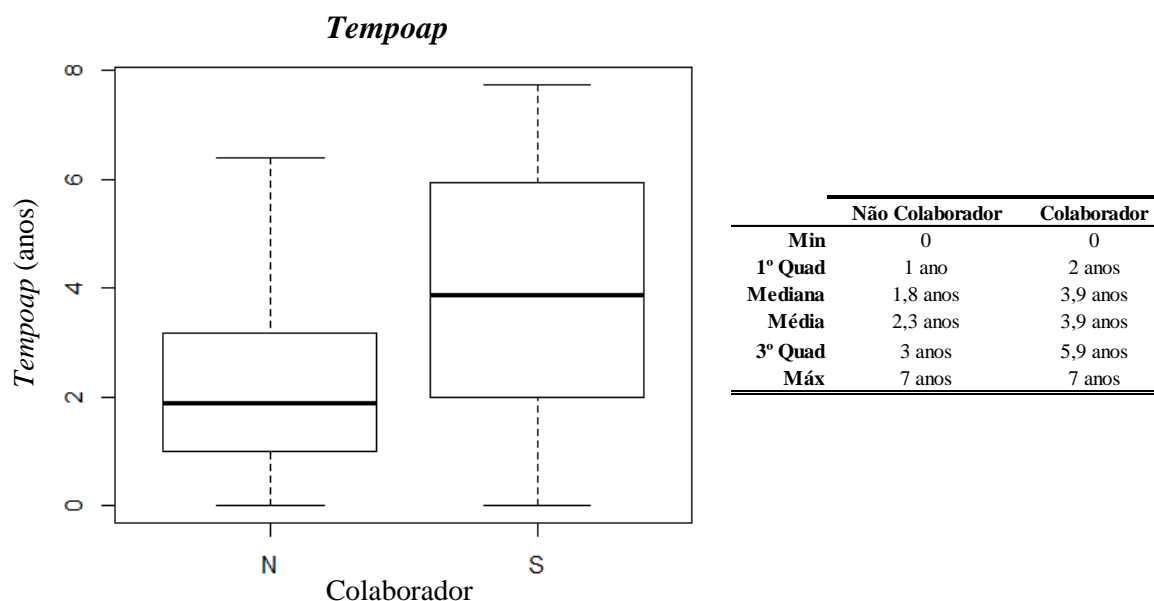 Tempoap
8
6
4
2
0
Tempoap (anos)
N S
Colaborador
Não Colaborador Colaborador
Min 0 0
1º Quad 1 ano 2 anos
Mediana 1,8 anos 3,9 anos
Média 2,3 anos 3,9 anos
3º Quad 3 anos 5,9 anos
Máx 7 anos 7 anos